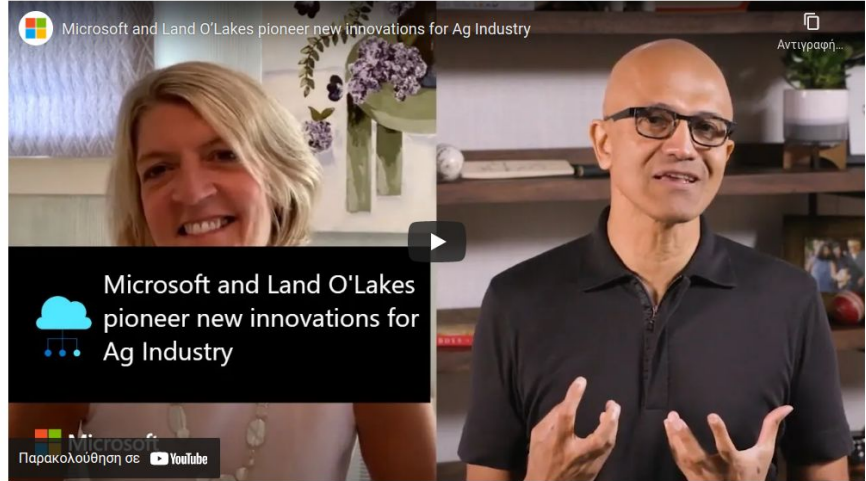 Microsoft and Land O'Lakes pioneer new innovations for Ag Industry
Αντιγραφή...
Microsoft and Land O'Lakes
pioneer new innovations for
Ag Industry
Microsoft
Παρακολούθηση σε YouTube